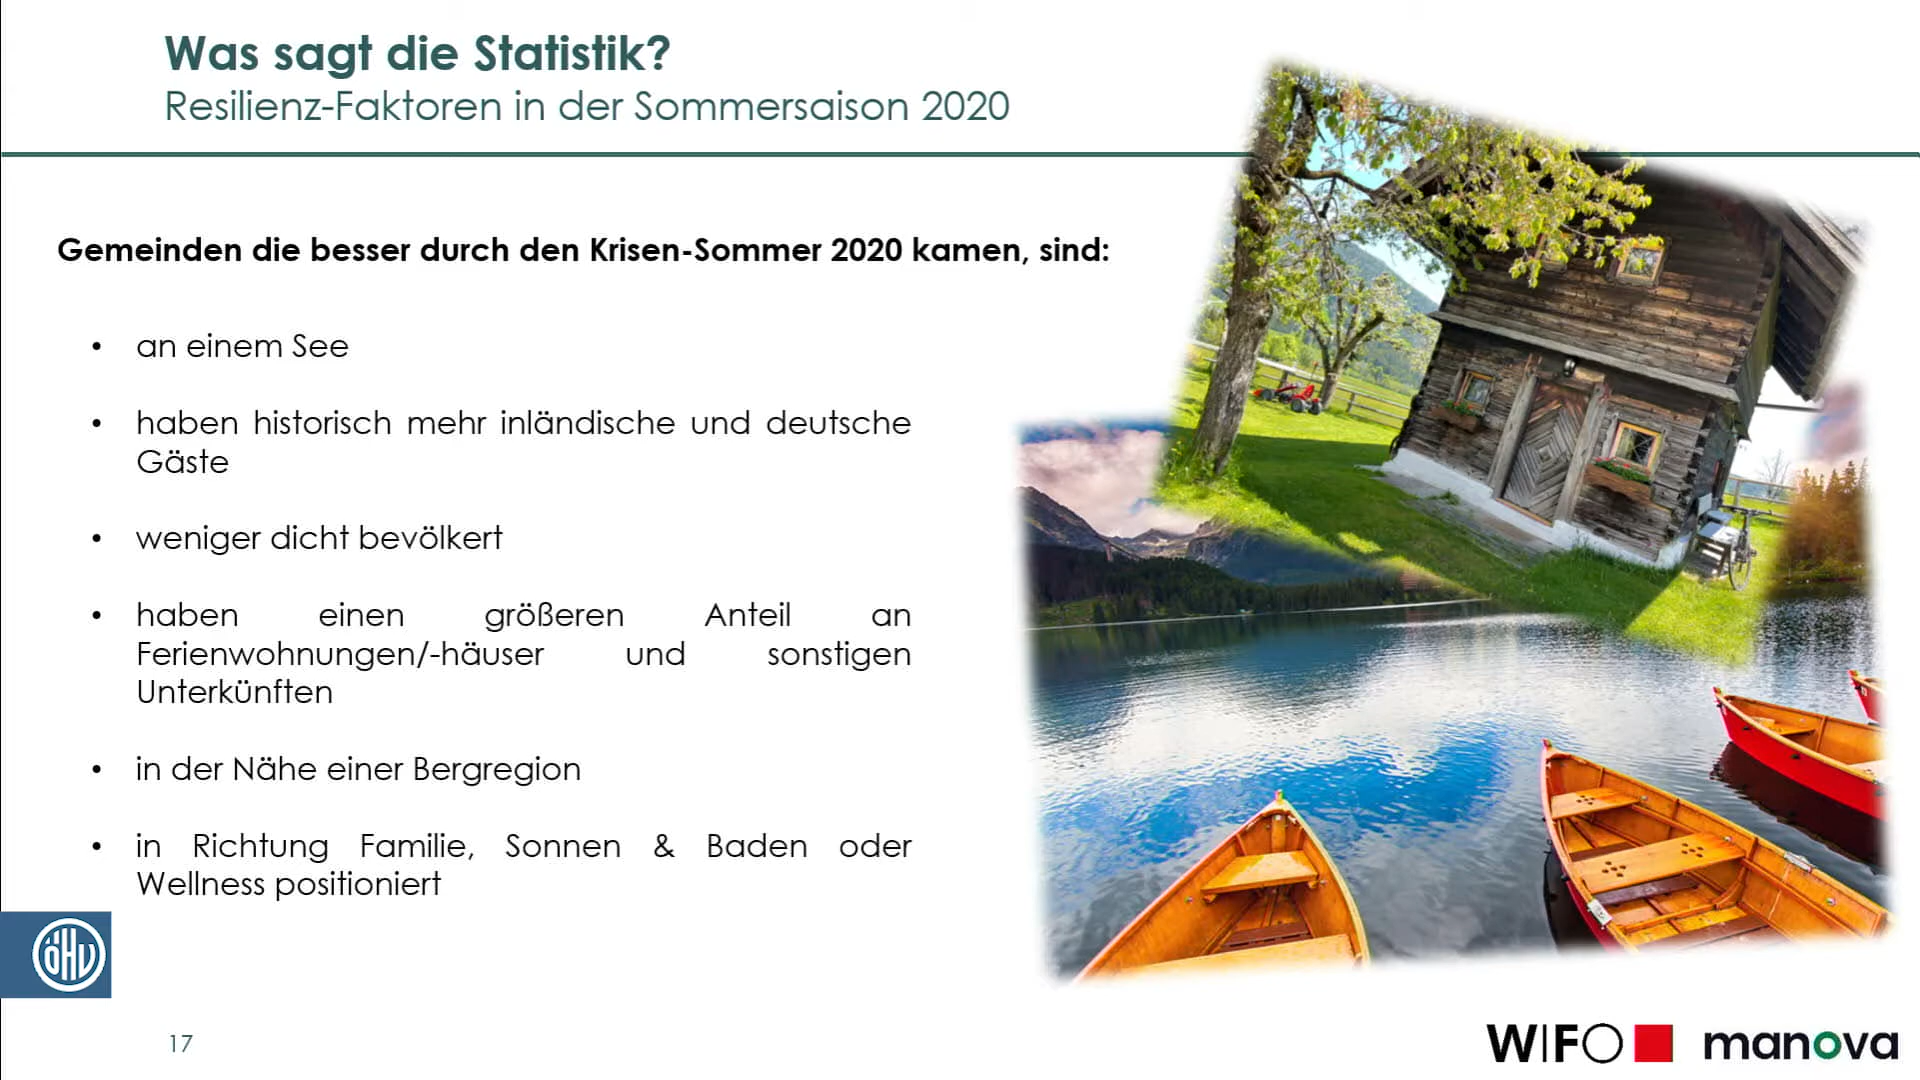 Was sagt die Statistik?
Resilienz-Faktoren in der Sommersaison 2020
Gemeinden die besser durch den Krisen-Sommer 2020 kamen, sind:
• an einem See
• haben historisch mehr inländische und deutsche
Gäste
• weniger dicht bevölkert
• haben einen größeren Anteil an
Ferienwohnungen/-häuser und sonstigen
Unterkünften
• in der Nähe einer Bergregion
• in Richtung Familie, Sonnen & Baden oder
Wellness positioniert
ÖHV
17
WIFO
manova